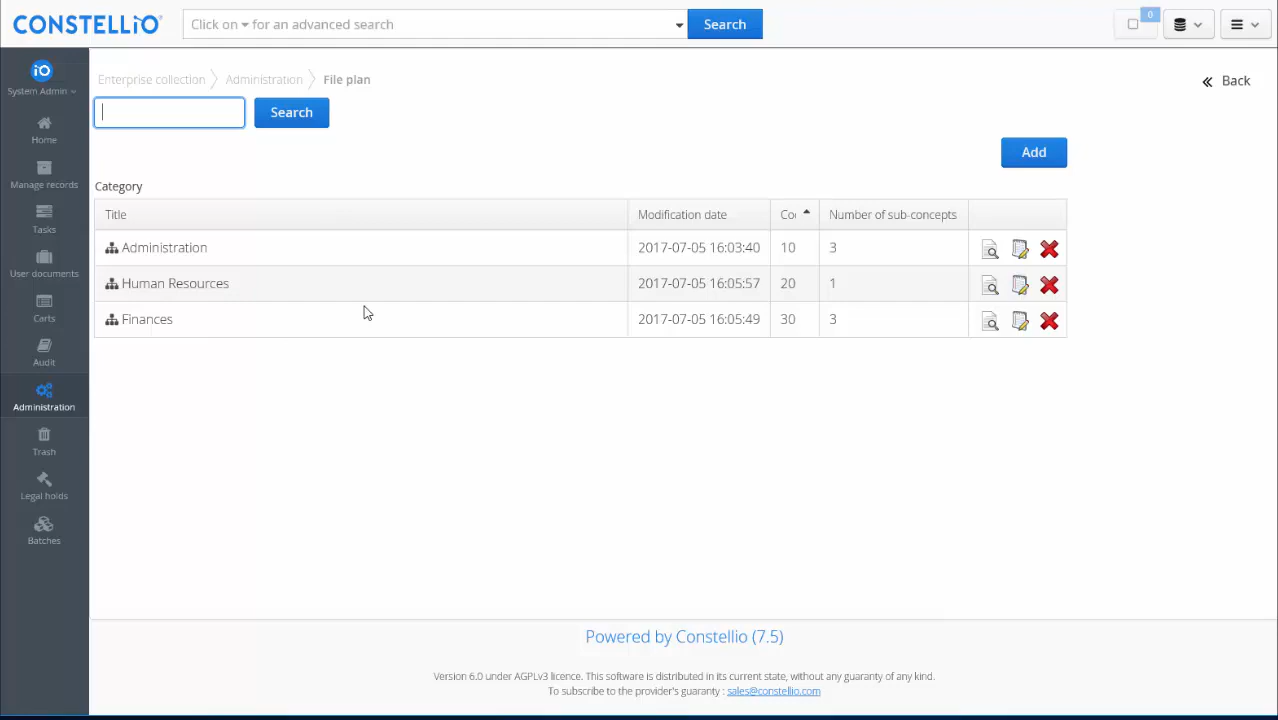 CONSTELLiO
Click on for an advanced search
Search
0
System Admin
Home
Manage records
Tasks
User documents
Carts
Audit
Administration
Trash
Legal holds
Batches
Enterprise collection Administration File plan
Back
Search
Add
Category
Title Modification date Co Number of sub-concepts
Administration 2017-07-05 16:03:40 10 3
Human Resources 2017-07-05 16:05:57 20 1
Finances 2017-07-05 16:05:49 30 3
Powered by Constellio (7.5)
Version 6.0 under AGPLv3 licence. This software is distributed in its current state, without any guaranty of any kind.
To subscribe to the provider's guaranty : sales@constellio.com